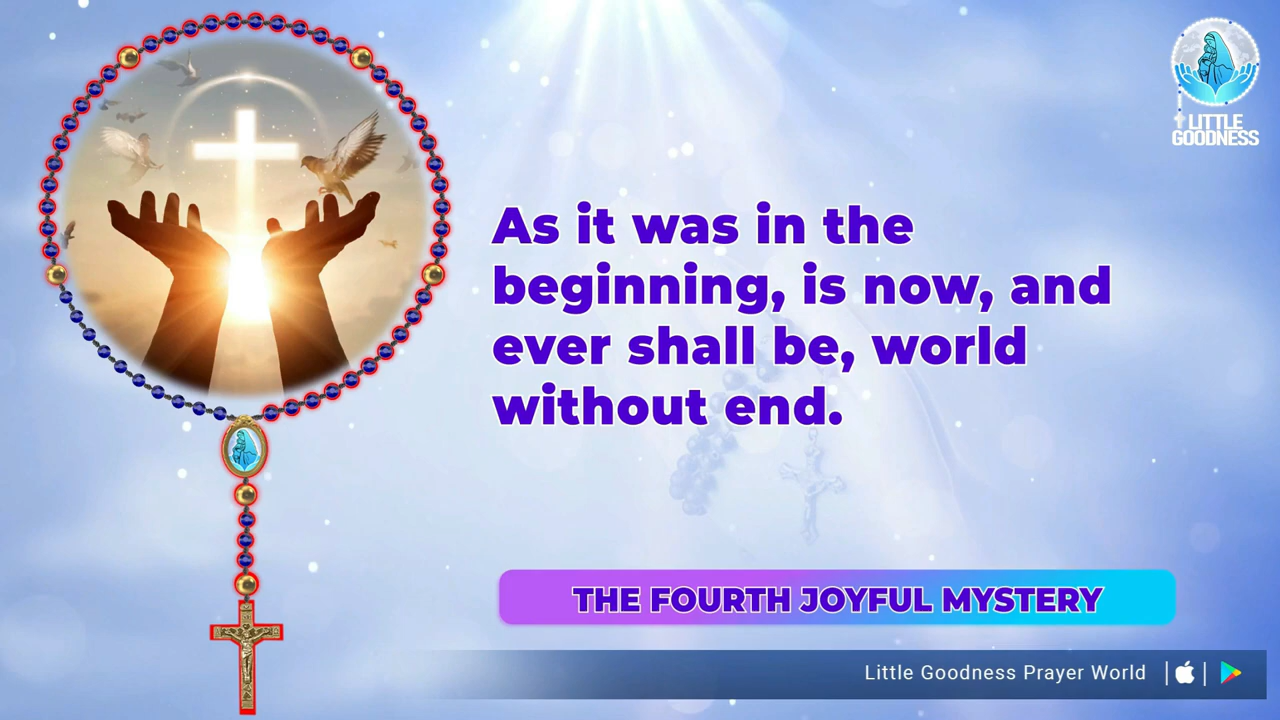 LITTLE
GOODNESS
As it was in the
beginning, is now, and
ever shall be, world
without end.
THE FOURTH JOYFUL MYSTERY
Little Goodness Prayer World